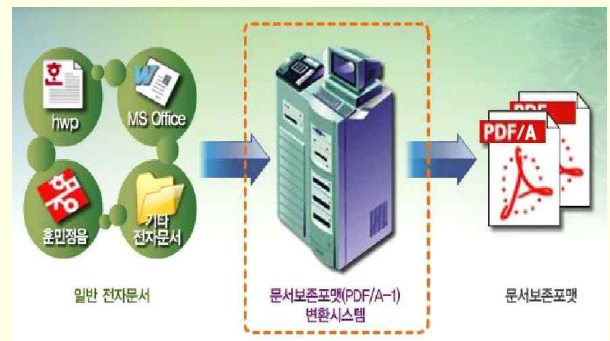 호
hwp
W
MS Office
훈민정음
기타
전자문서
일반 전자문서
문서보존포맷(PDF/A-1)
변환시스템
PDF/A
문서보존포맷